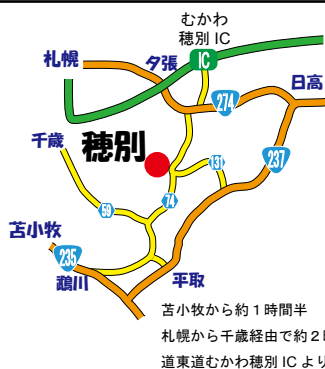 むかわ
穂別 IC
IC
札幌
夕張
日高
274
千歳
穂別
131
237
59
74
苫小牧
235
鵡川
平取
苫小牧から約1時間半
札幌から千歳経由で約2時
道東道むかわ穂別 IC より